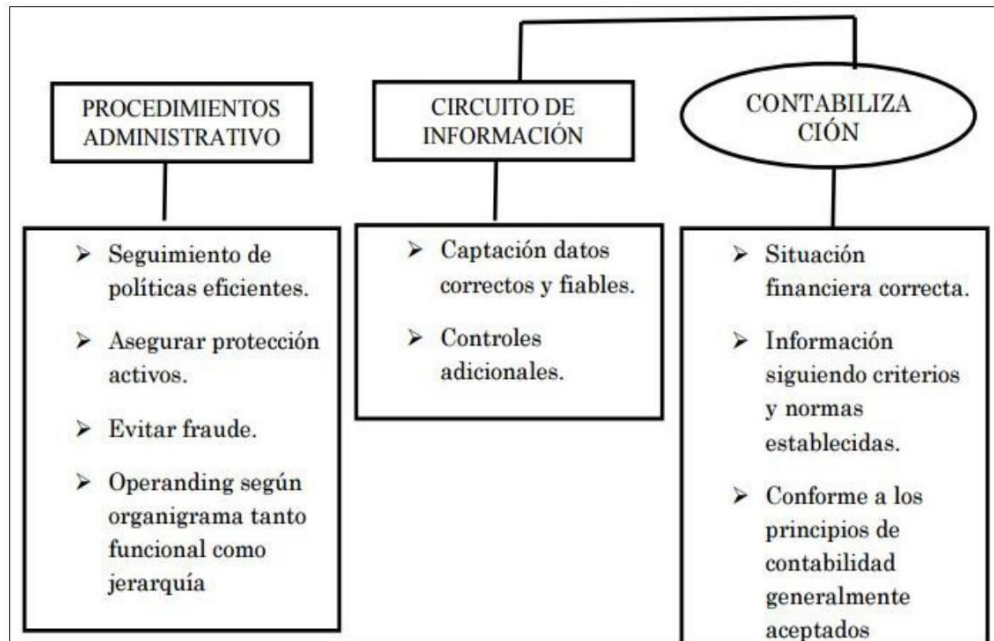 PROCEDIMIENTOS
ADMINISTRATIVO
Seguimiento de
políticas eficientes.
Asegurar protección
activos.
Evitar fraude.
Operanding según
organigrama tanto
funcional como
jerarquía
CIRCUITO DE
INFORMACIÓN
Captación datos
correctos y fiables.
Controles
adicionales.
CONTABILIZA
CIÓN
Situación
financiera correcta.
Información
siguiendo criterios
y normas
establecidas.
Conforme a los
principios de
contabilidad
generalmente
aceptados